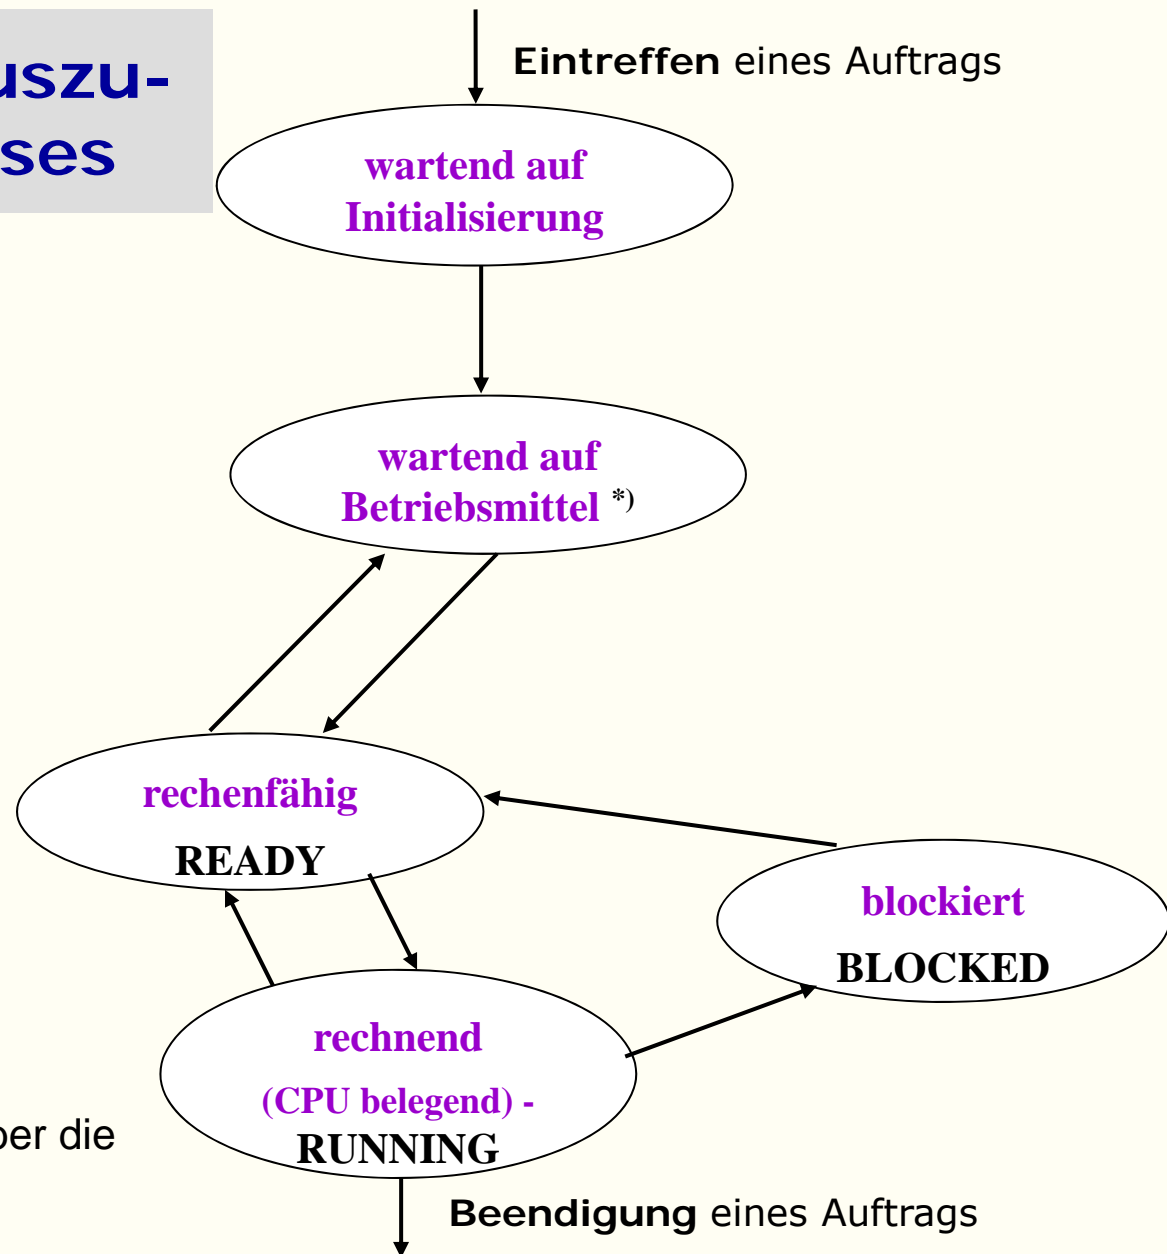 uszu-
ses
Eintreffen eines Auftrags
wartend auf
Initialisierung
wartend auf
Betriebsmittel *)
rechenfähig
READY
blockiert
BLOCKED
rechnend
(CPU belegend) -
RUNNING
ber die
Beendigung eines Auftrags